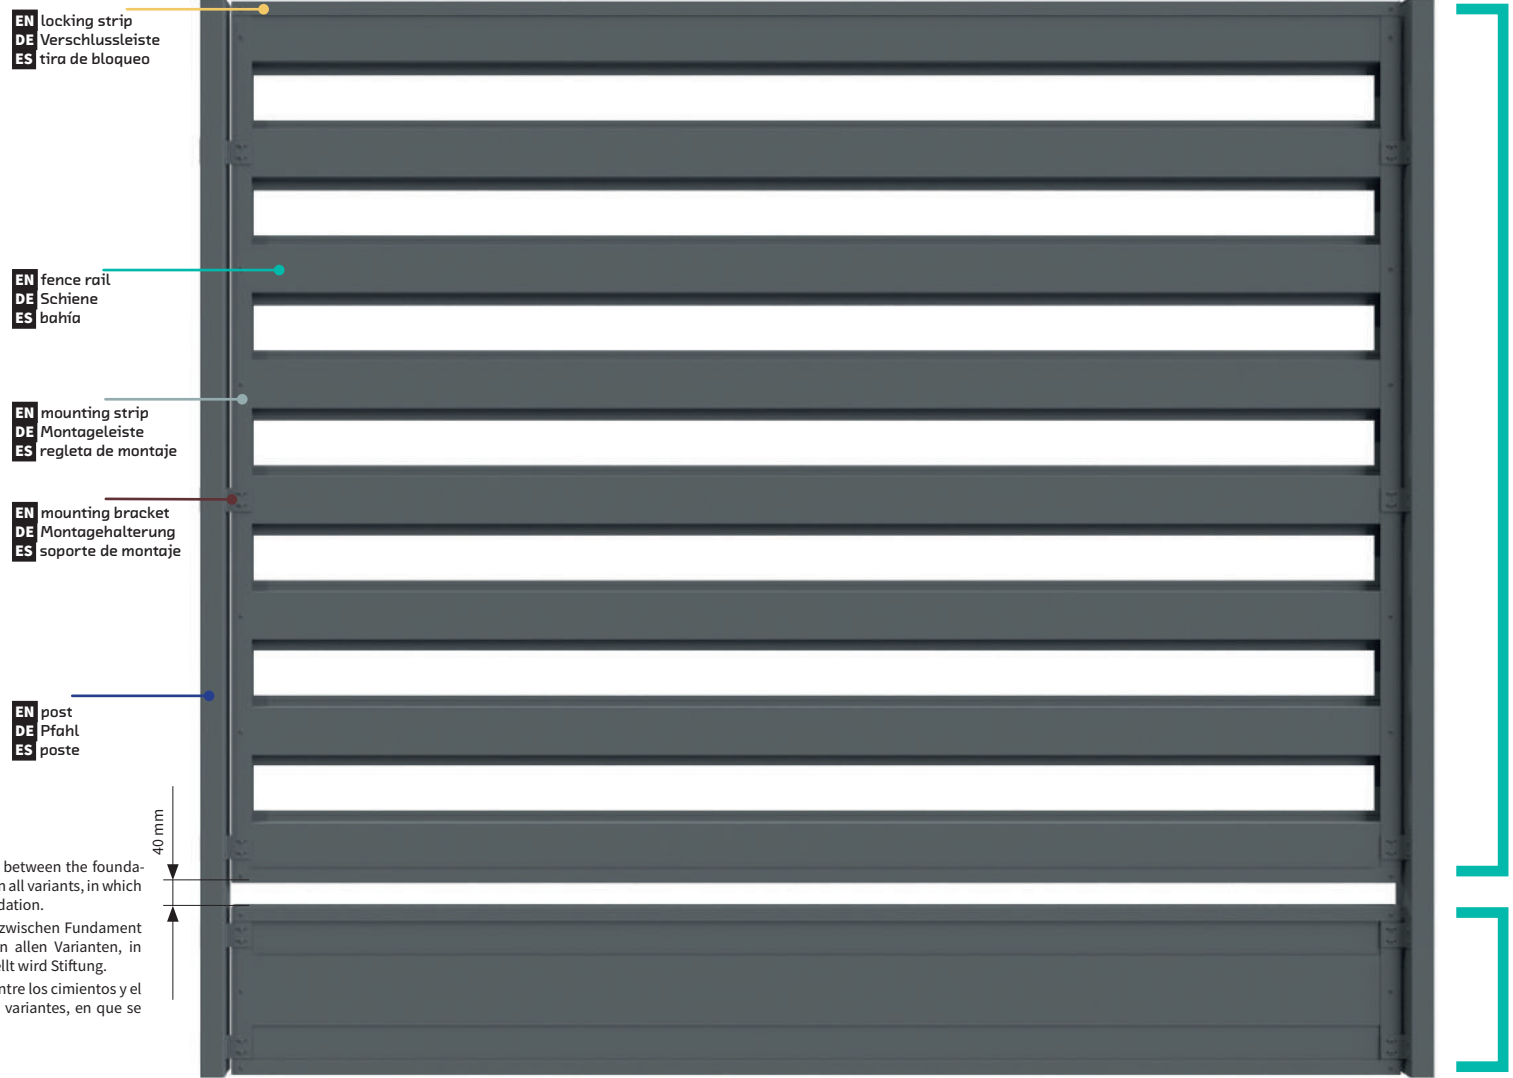 EN locking strip
DE Verschlussleiste
ES tira de bloqueo
EN fence rail
DE Schiene
ES bahía
EN mounting strip
DE Montageleiste
ES regleta de montaje
EN mounting bracket
DE Montagehalterung
ES soporte de montaje
EN post
DE Pfahl
ES poste
40 mm
between the founda-
all variants, in which
dation.
zwischen Fundament
n allen Varianten, in
ellt wird Stiftung.
ntre los cimientos y el
variantes, en que se